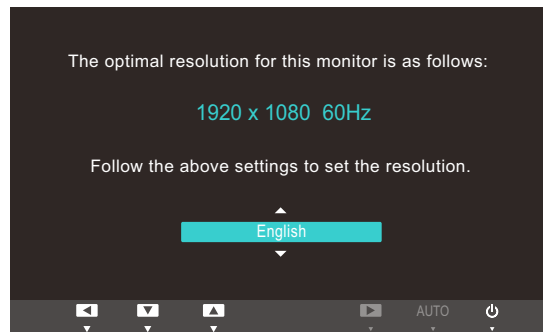 The optimal resolution for this monitor is as follows:
1920 x 1080 60Hz
Follow the above settings to set the resolution.
English
AUTO